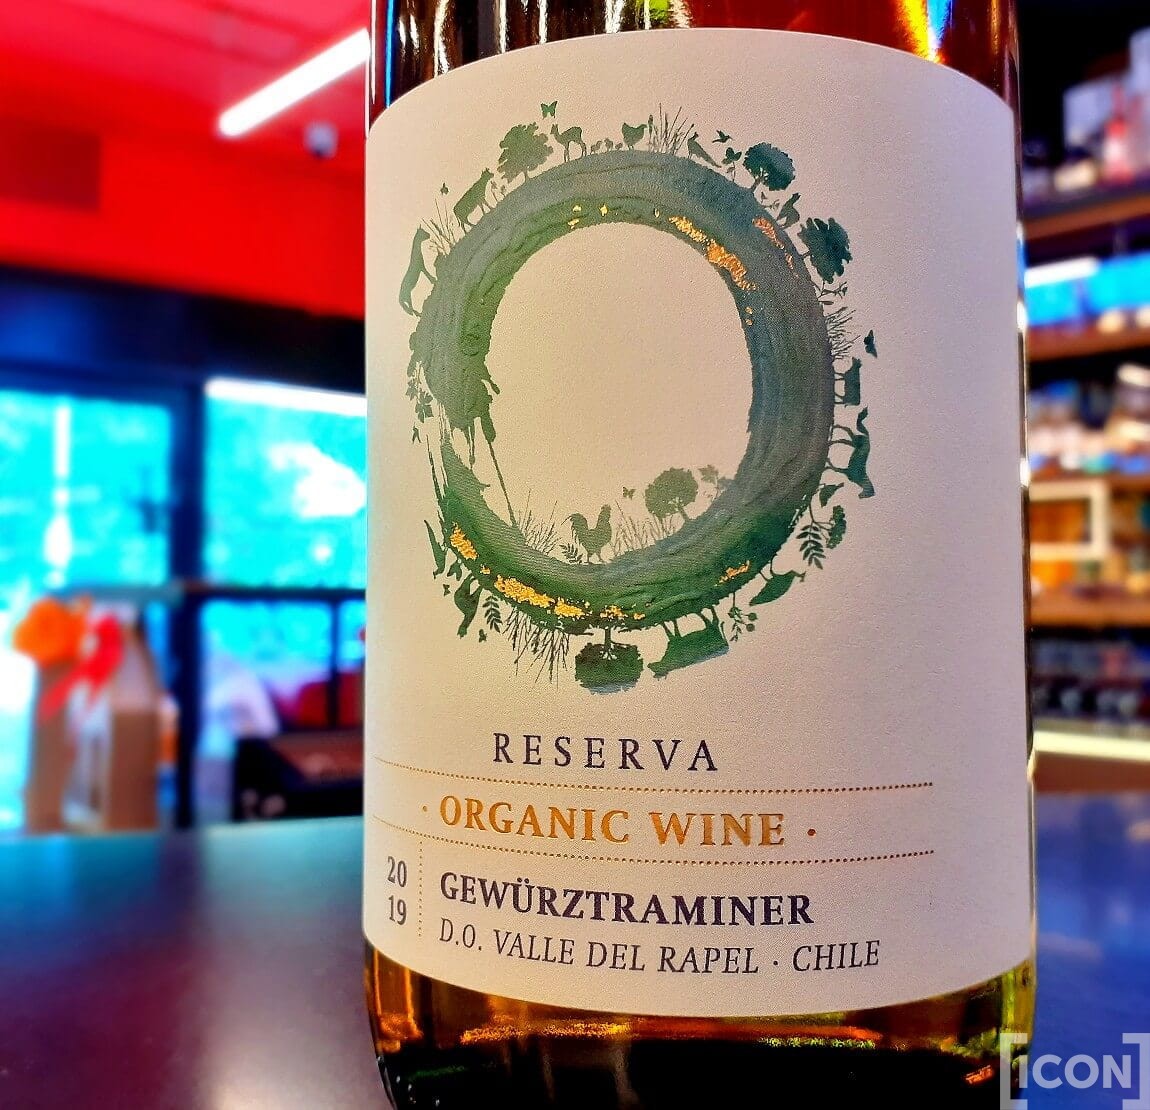 RESERVA
· ORGANIC WINE ·
20
19
GEWÜRZTRAMINER
D.O. VALLE DEL RAPEL · CHILE
[iCON]